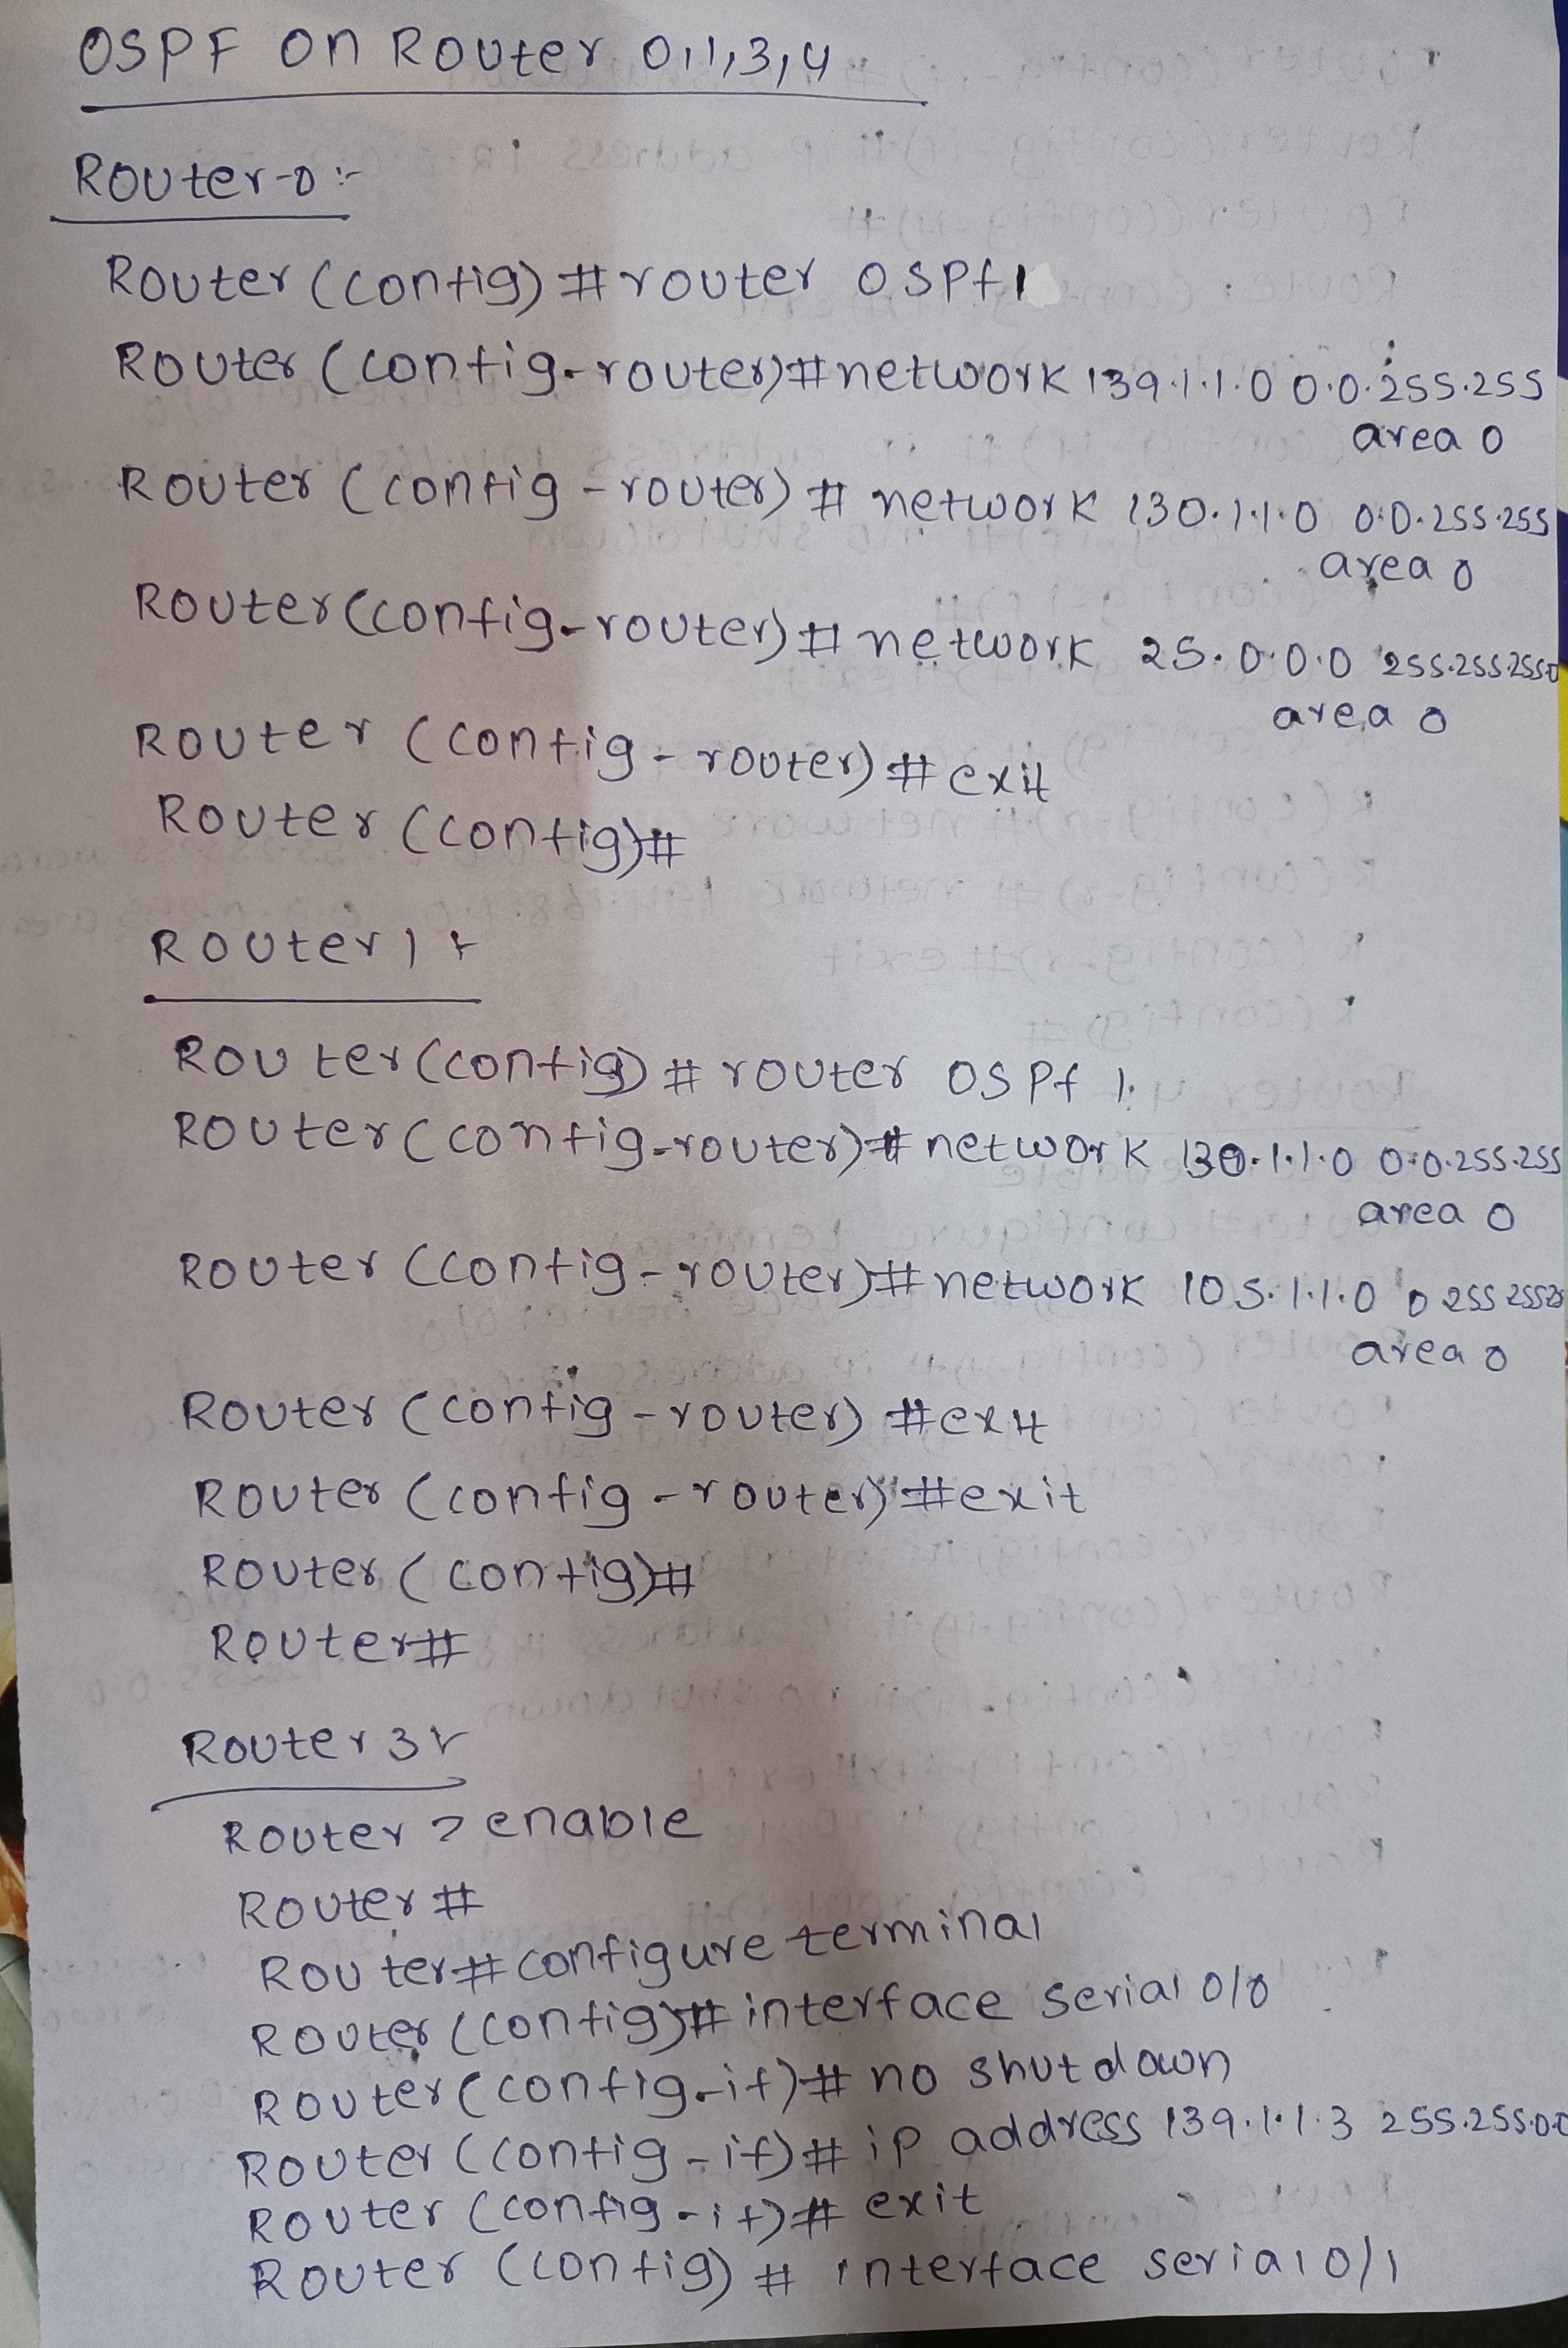 OSPF on Router 0,1,3,4
Router-0:-
Router(config)#router ospf1
Router(config-router)#network 139.1.1.0 0.0.255.255
area 0
Router(config-router)# network 130.1.1.0 0.0.255.255
area 0
Router(config-router)# network 25.0.0.0 255.255.255.0
area 0
Router (config-router)#exit
Router (config)#
Router 1:-
Router(config)# router ospf 1
Router(config-router)#network 130.1.1.0 0.0.255.255
area 0
Router (config-router)#network 105.1.1.0 0 255 255 25
area 0
Router (config-router) #exit
Router (config-router)#exit
Router (config)#
Router#
Router 3:-
Router > enable
Router #
Router#configure terminal
Router (config)# interface serial 0/0
Router(config-if)# no shutdown
Router (config-if)# ip address 139.1.1.3 255.255.0.0
Router (config-if)# exit
Router (config) # interface serial 0/1